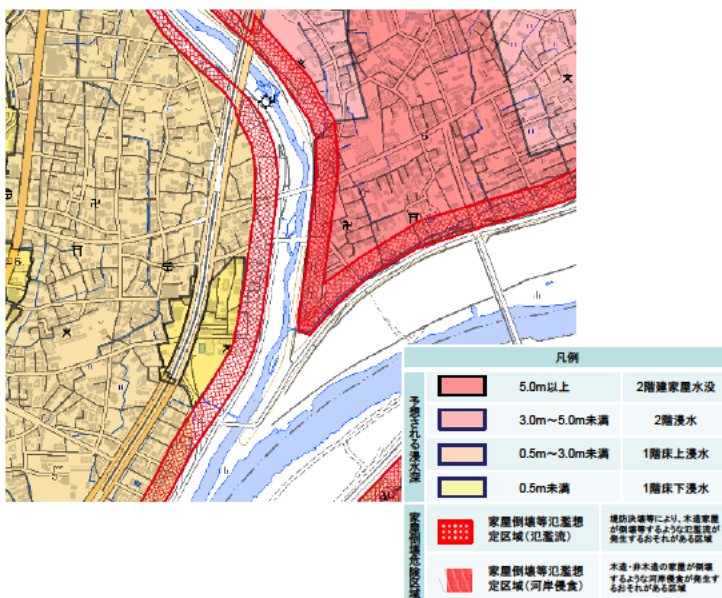 凡例
予想される浸水深
5.0m以上
2階建家屋水没
3.0m～5.0m未満
2階浸水
0.5m～3.0m未満
1階床上浸水
0.5m未満
1階床下浸水
家屋倒壊危険区域
家屋倒壊等氾濫想
定区域(氾濫流)
堤防決壊等により、木造家屋
が倒壊等するような氾濫流が
発生するおそれがある区域
家屋倒壊等氾濫想
定区域(河岸侵食)
木造・非木造の家屋が倒壊
するような河岸侵食が発生す
るおそれがある区域